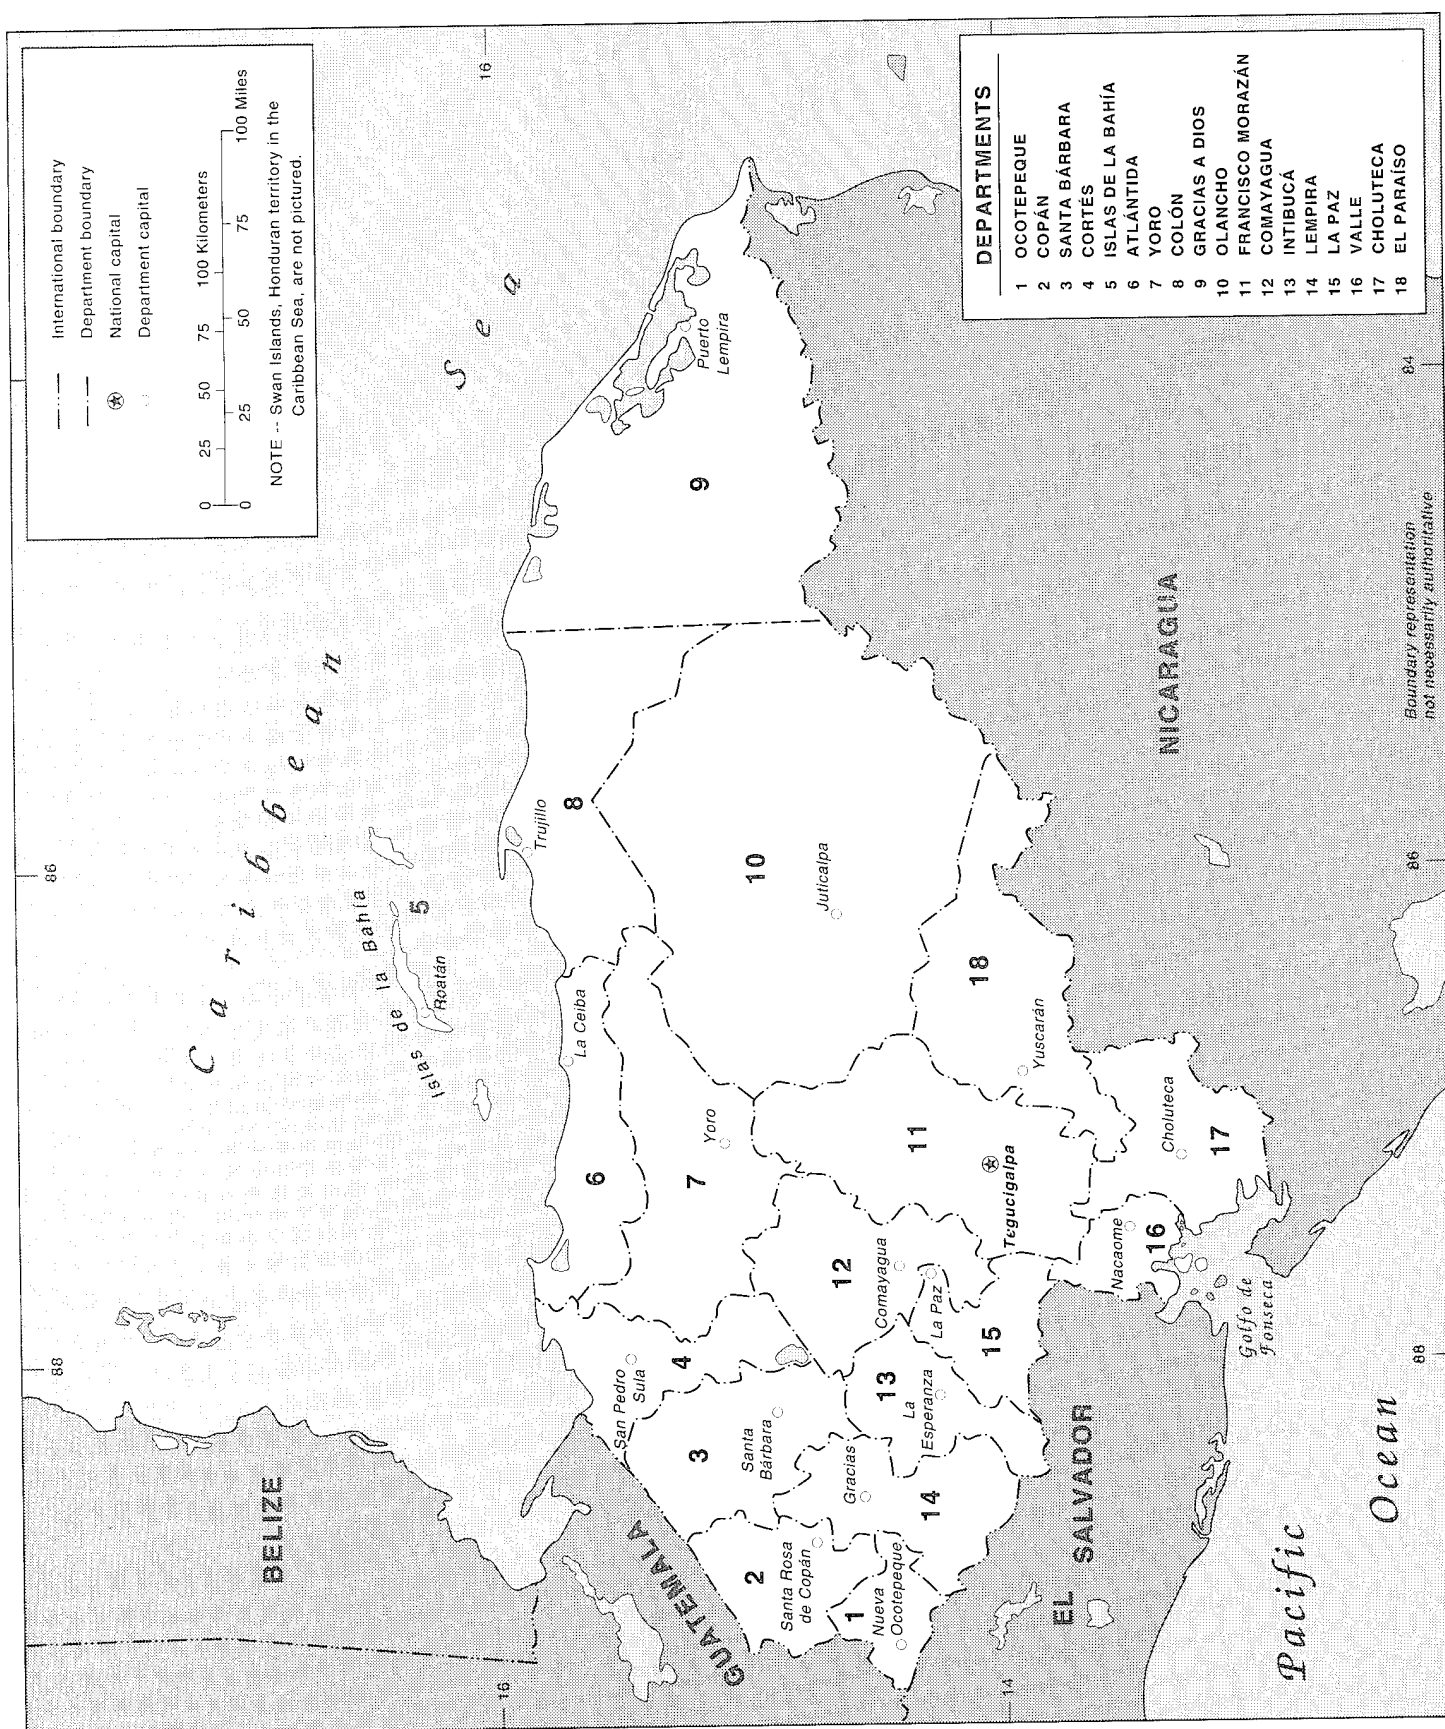 International boundary
Department boundary
National capital
Department capital
0 25 50 75 100 Kilometers
0 25 50 75 100 Miles
NOTE -- Swan Islands, Honduran territory in the
Caribbean Sea, are not pictured.
86
88
16
16
14
84
86
88
Caribbean
Sea
BELIZE
GUATEMALA
EL
SALVADOR
NICARAGUA
Islas de la Bahía
5
Roatán
Trujillo
8
La Ceiba
6
San Pedro
Sula
4
3
Santa
Bárbara
Yoro
7
9
Puerto
Lempira
10
Juticalpa
2
Santa Rosa
de Copán
1
Nueva
Ocotepeque
Gracias
14
13
La
Esperanza
12
Comayagua
La Paz
15
11
Tegucigalpa
18
Yuscarán
Nacaome
16
Choluteca
17
Golfo de
Fonseca
Pacific
Ocean
Boundary representation
not necessarily authoritative
DEPARTMENTS
1 OCOTEPEQUE
2 COPÁN
3 SANTA BÁRBARA
4 CORTÉS
5 ISLAS DE LA BAHÍA
6 ATLÁNTIDA
7 YORO
8 COLÓN
9 GRACIAS A DIOS
10 OLANCHO
11 FRANCISCO MORAZÁN
12 COMAYAGUA
13 INTIBUCÁ
14 LEMPIRA
15 LA PAZ
16 VALLE
17 CHOLUTECA
18 EL PARAÍSO